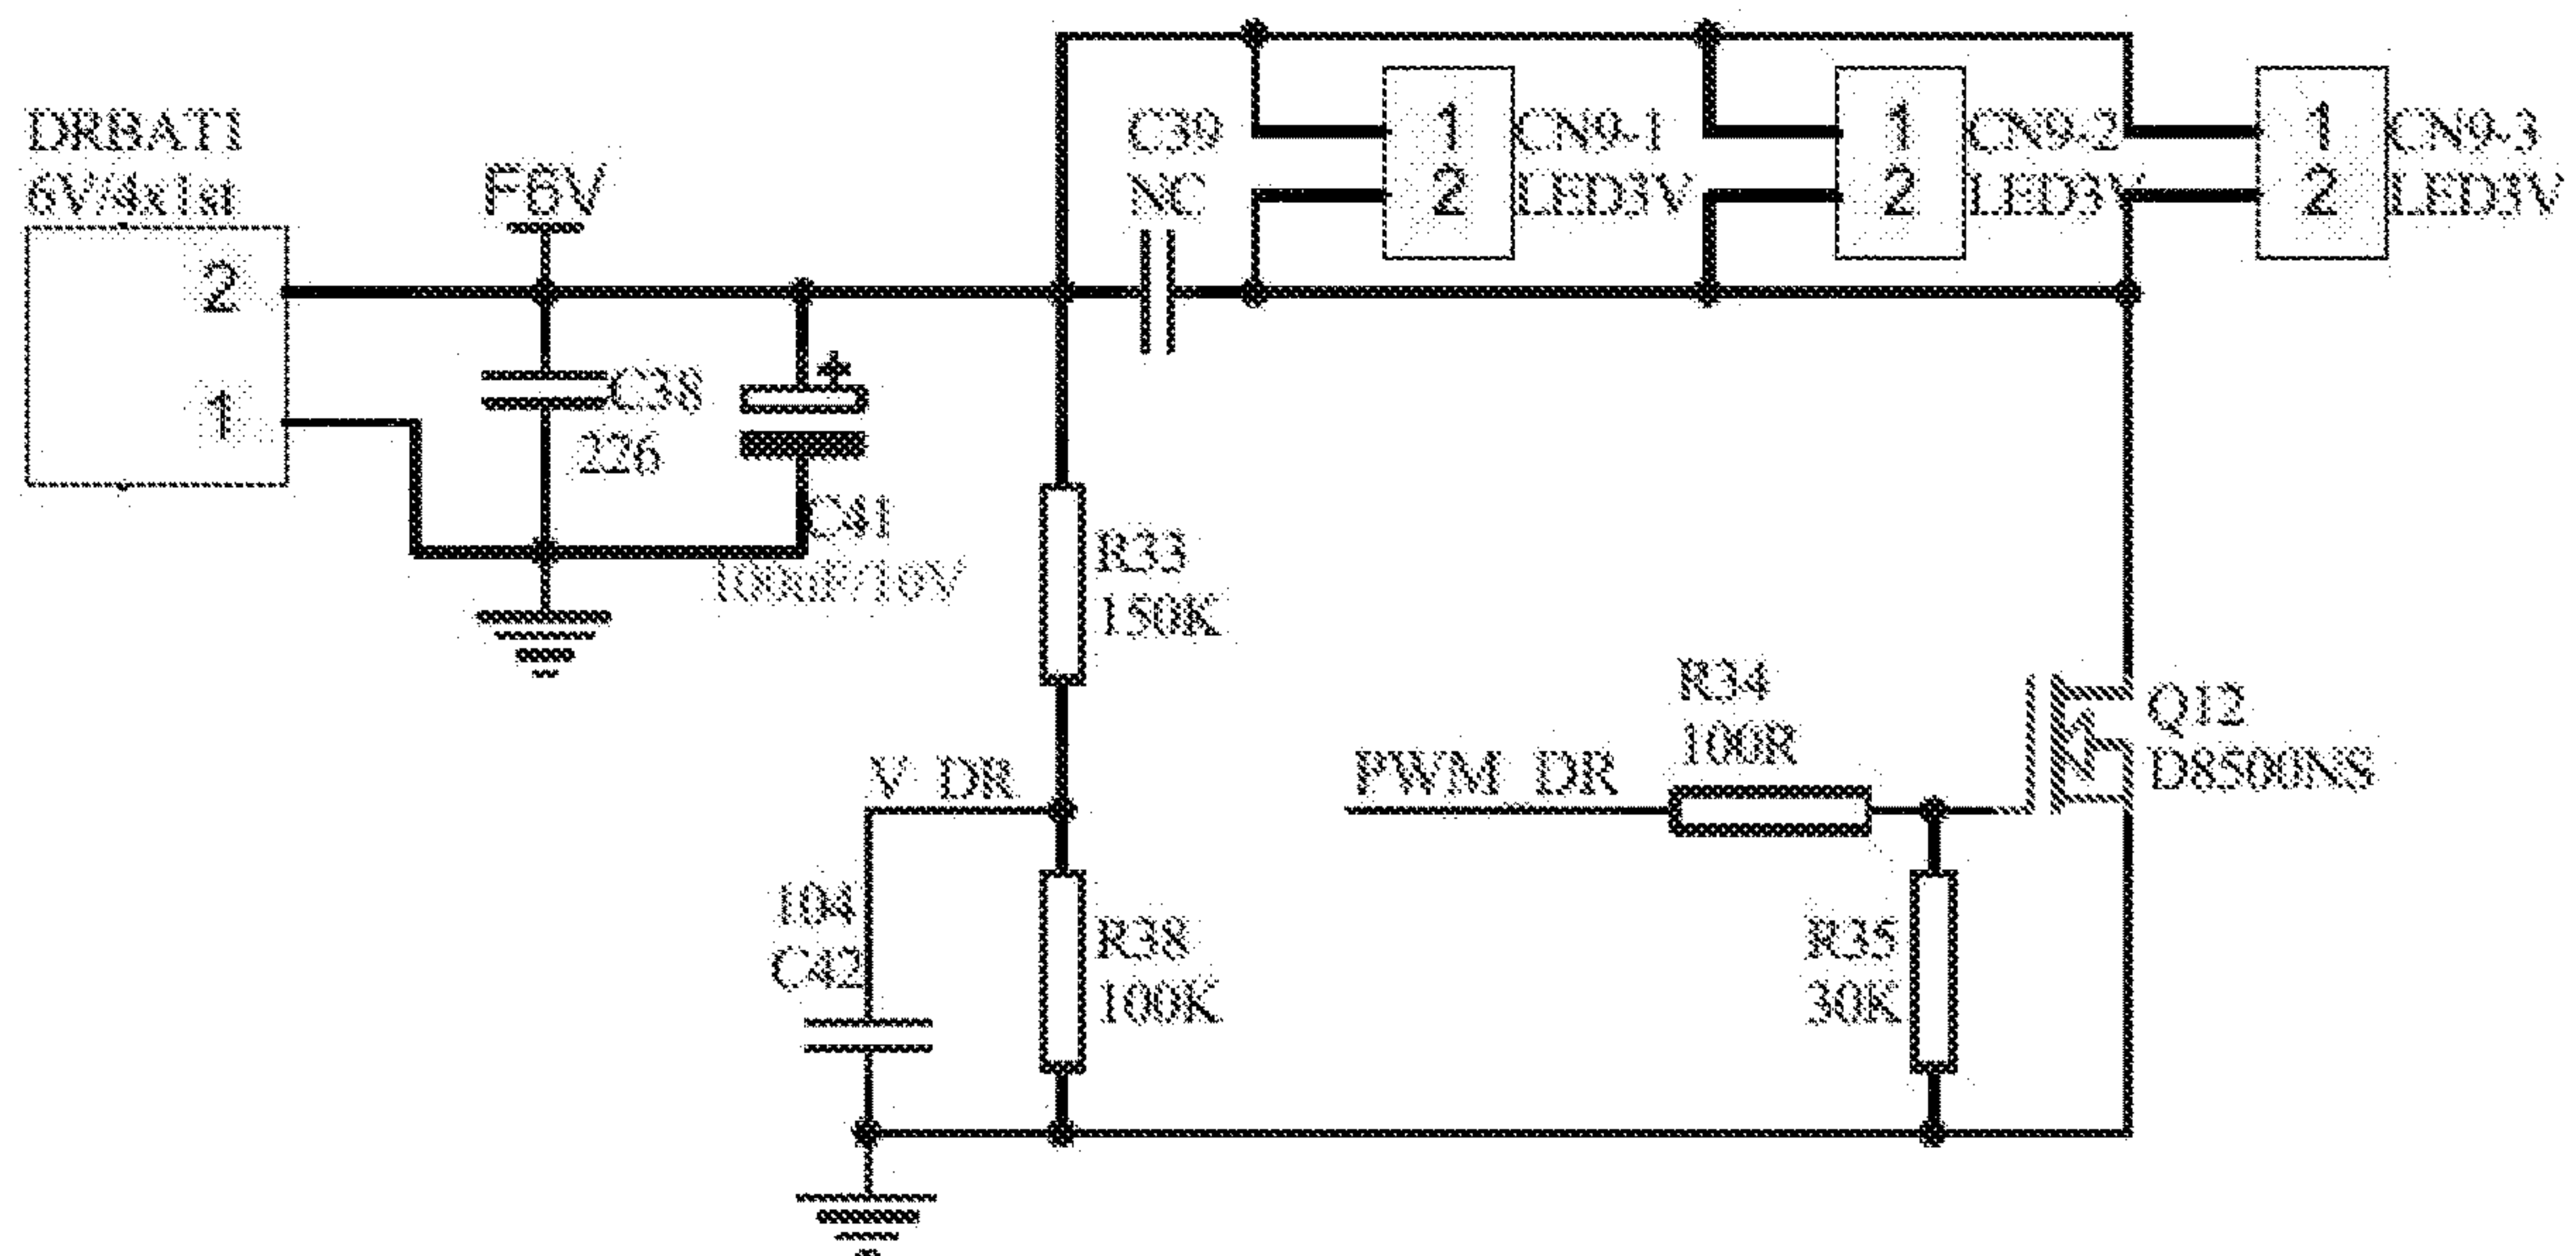 DRBAT1
6V/4x1st
2
1
F6V
C38
226
C41
C39
NC
1
2
CN9-1
LED3V
1
2
CN9-2
LED3V
1
2
CN9-3
LED3V
R33
150K
V_DR
104
C42
R38
100K
PWM_DR
R34
100R
R35
30K
Q12
D8500NS